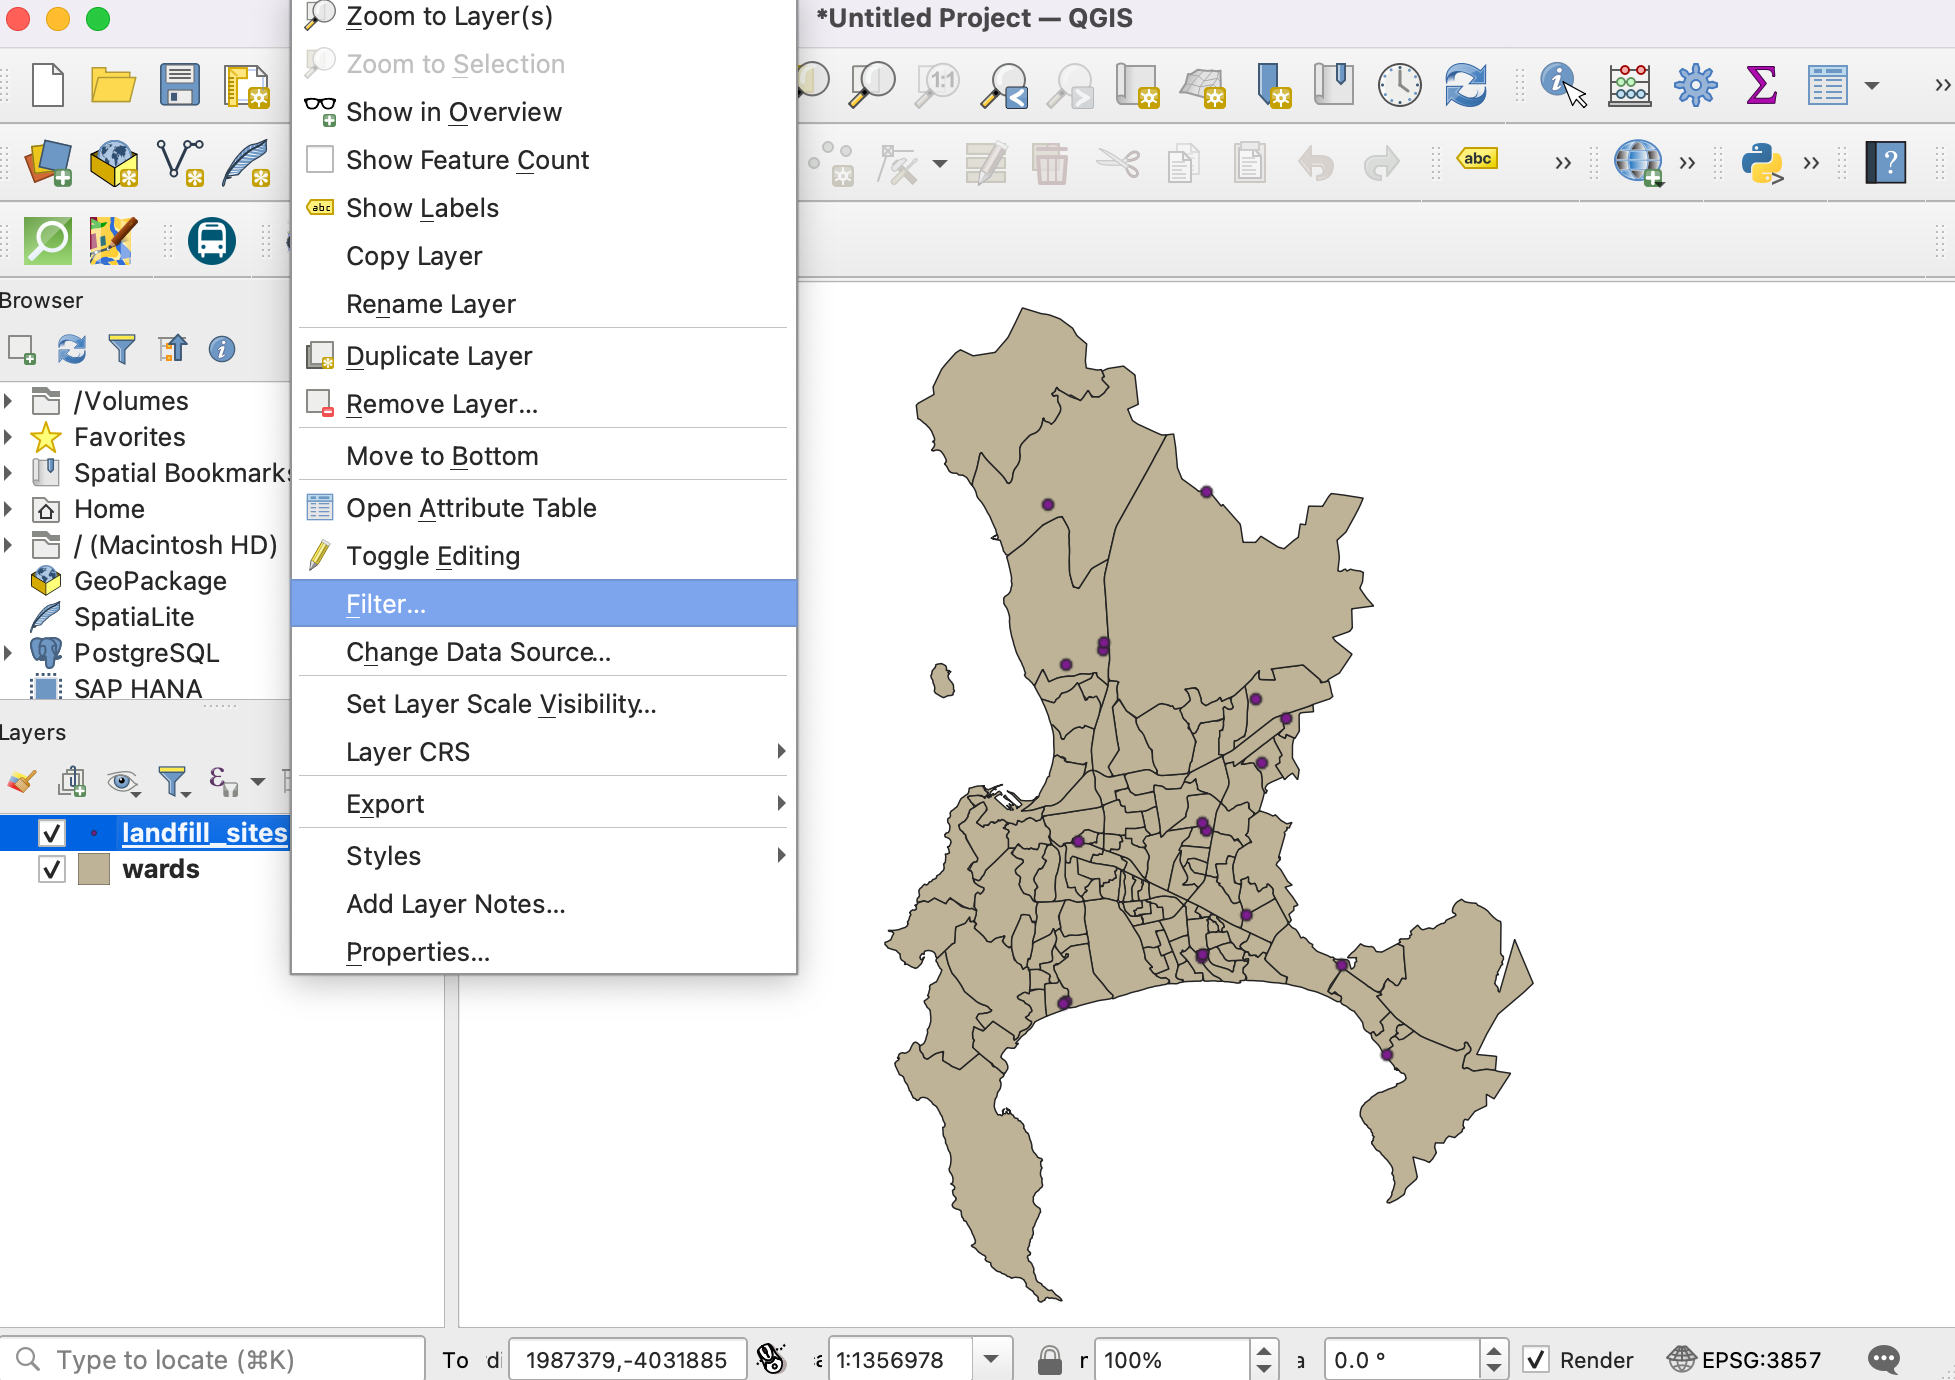 *Untitled Project — QGIS
Zoom to Layer(s)
Zoom to Selection
Show in Overview
Show Feature Count
abc Show Labels
Copy Layer
Rename Layer
Duplicate Layer
Remove Layer...
Move to Bottom
Open Attribute Table
Toggle Editing
Filter...
Change Data Source...
Set Layer Scale Visibility...
Layer CRS
Export
Styles
Add Layer Notes...
Properties...
1:1
abc
Browser
/Volumes
Favorites
Spatial Bookmarks
Home
/ (Macintosh HD)
GeoPackage
SpatiaLite
PostgreSQL
SAP HANA
Layers
landfill_sites
wards
Type to locate (⌘K)
1987379,-4031885
1:1356978
100%
0.0 °
Render
EPSG:3857